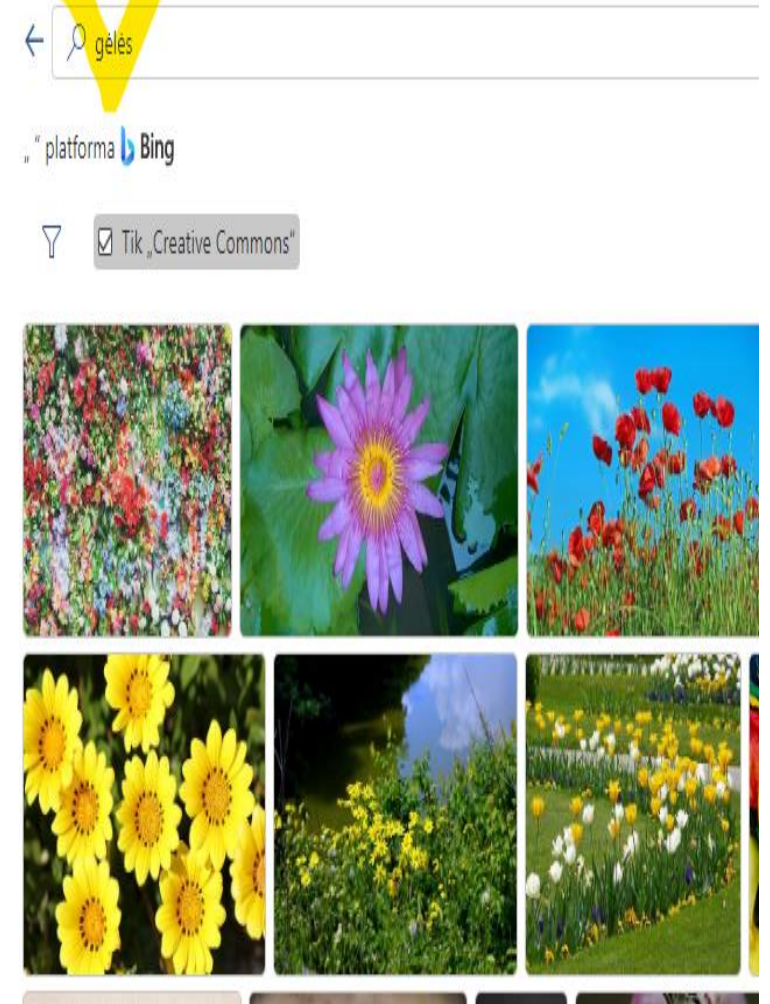 gėlės
„ “ platforma Bing
Tik „Creative Commons“